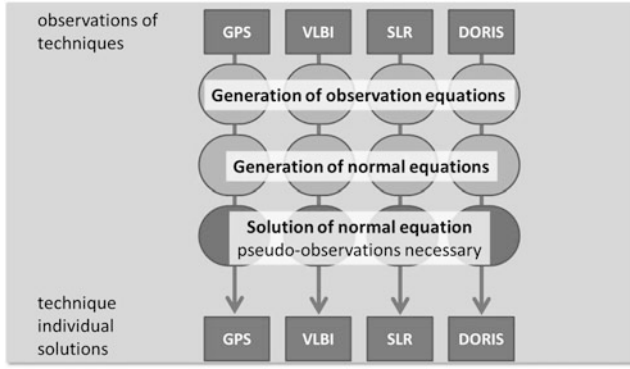 observations of
techniques
GPS VLBI SLR DORIS
Generation of observation equations
Generation of normal equations
Solution of normal equation
pseudo-observations necessary
technique
individual
solutions
GPS VLBI SLR DORIS